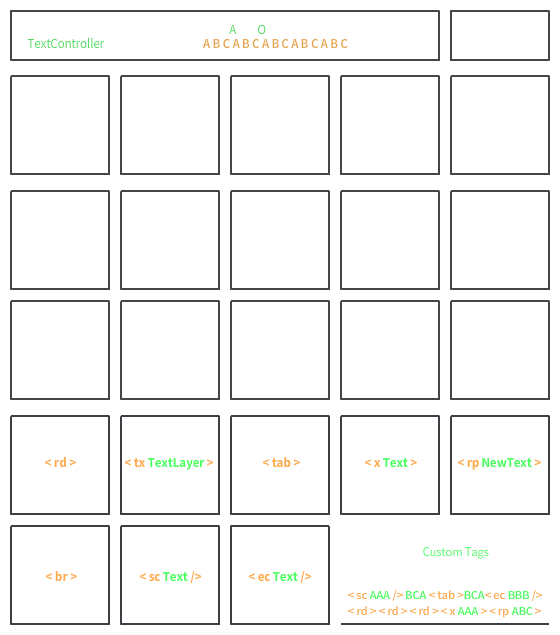 A O
TextController ABCABCABCABCABC
< rd >
< tx TextLayer >
< tab >
< x Text >
< rp NewText >
< br >
< sc Text />
< ec Text />
Custom Tags
< sc AAA /> BCA < tab >BCA< ec BBB />
< rd > < rd > < rd > < x AAA > < rp ABC >